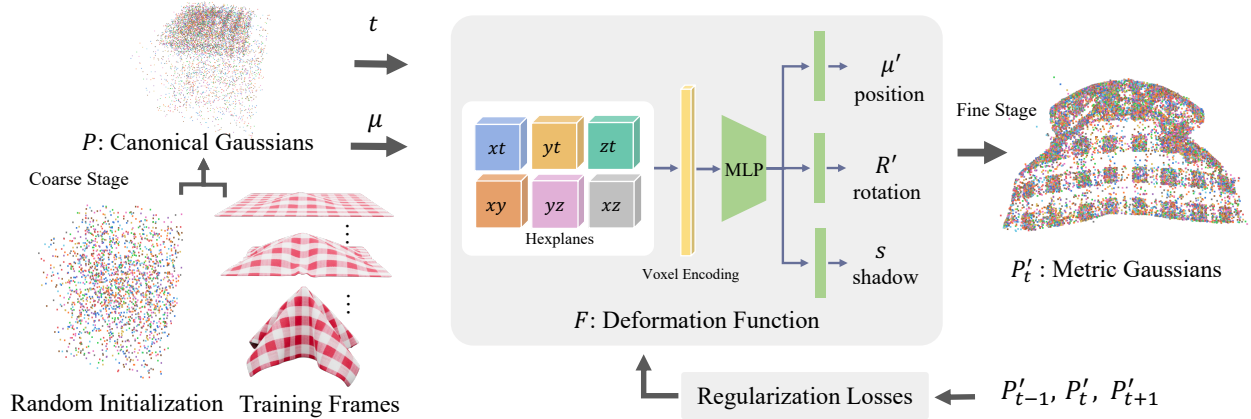 t
μ
P: Canonical Gaussians
Coarse Stage
Random Initialization
Training Frames
xt
yt
zt
xy
yz
xz
Hexplanes
Voxel Encoding
MLP
μ′
position
R′
rotation
s
shadow
F: Deformation Function
Fine Stage
P′ₜ : Metric Gaussians
Regularization Losses
P′ₜ₋₁, P′ₜ, P′ₜ₊₁